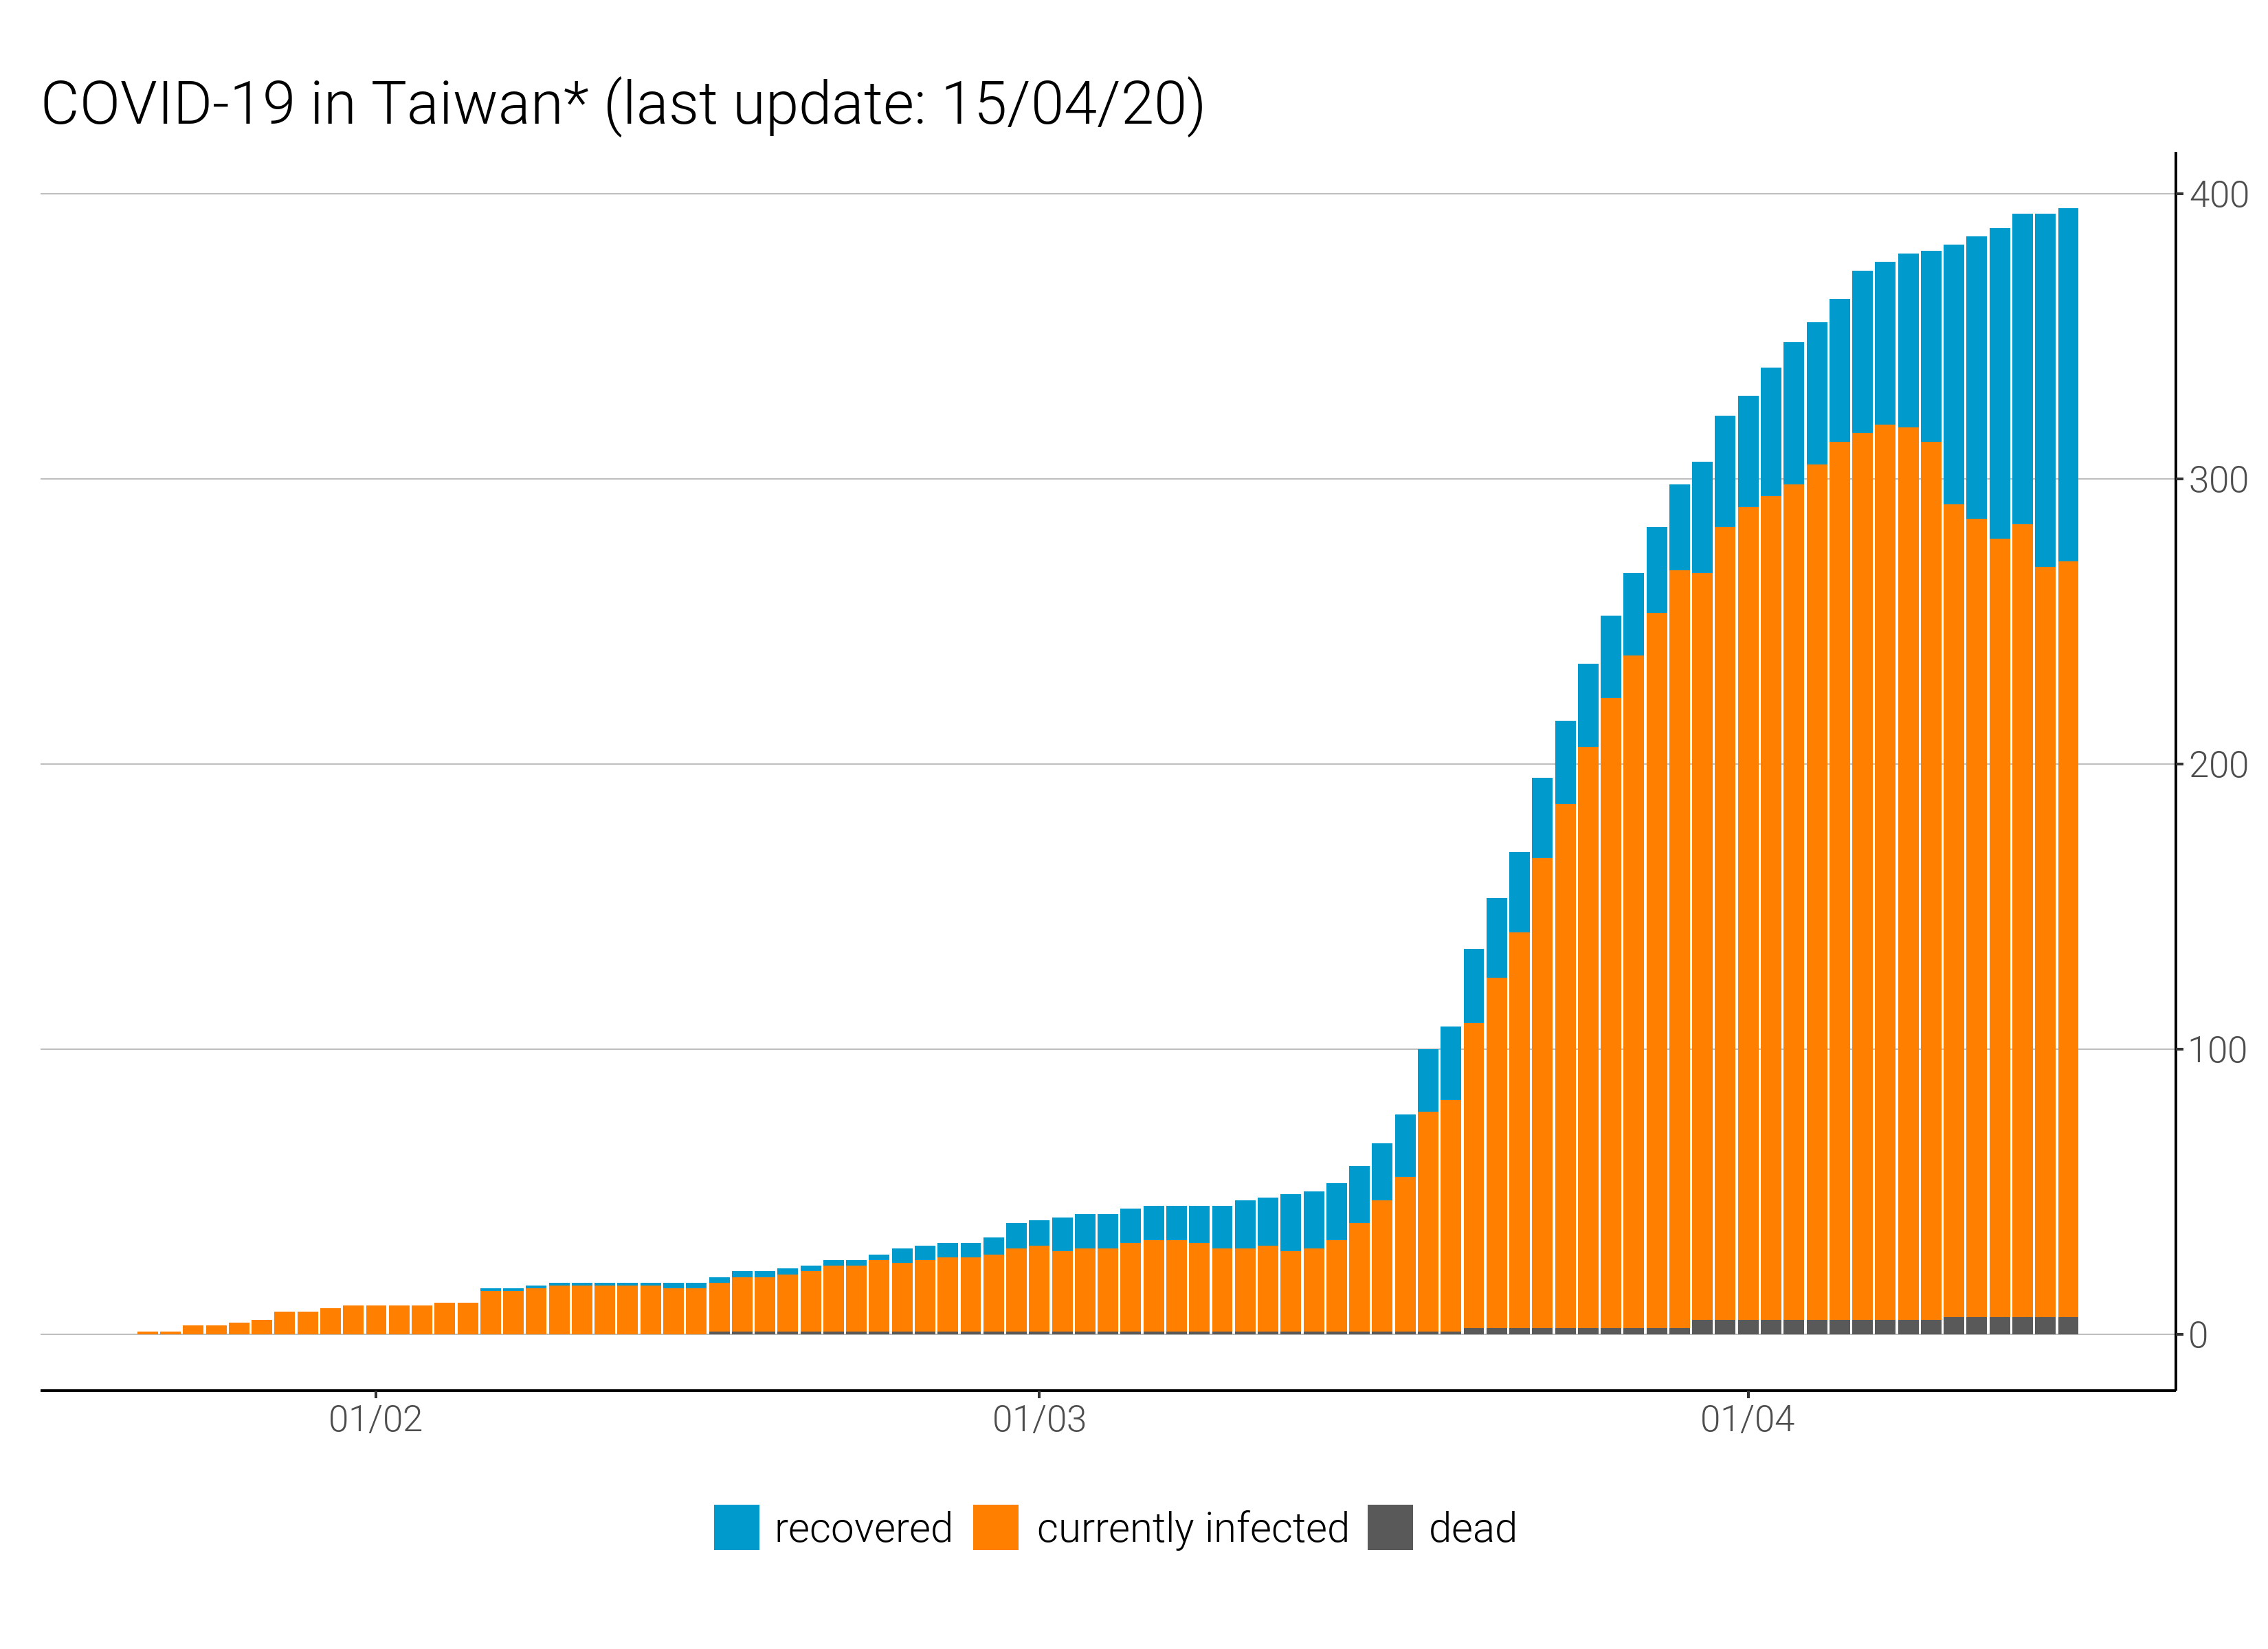 COVID-19 in Taiwan* (last update: 15/04/20)
400
300
200
100
0
01/02 01/03 01/04
recovered currently infected dead